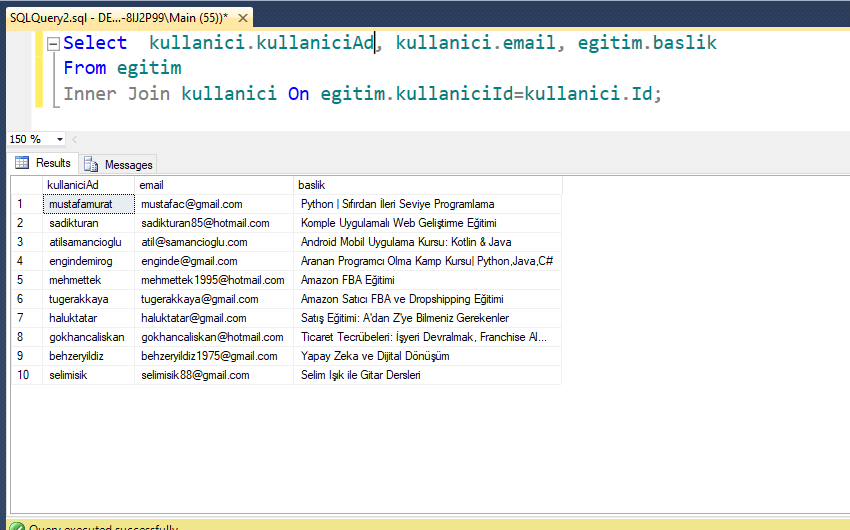 SQLQuery2.sql - DE...-8IJ2P99\Main (55))*
Select  kullanici.kullaniciAd, kullanici.email, egitim.baslik
From egitim
Inner Join kullanici On egitim.kullaniciId=kullanici.Id;
150 %
Results Messages
kullaniciAd email baslik
1 mustafamurat mustafac@gmail.com Python | Sıfırdan İleri Seviye Programlama
2 sadikturan sadikturan85@hotmail.com Komple Uygulamalı Web Geliştirme Eğitimi
3 atilsamancioglu atil@samancioglu.com Android Mobil Uygulama Kursu: Kotlin & Java
4 engindemirog enginde@gmail.com Aranan Programcı Olma Kamp Kursu| Python,Java,C#
5 mehmettek mehmettek1995@hotmail.com Amazon FBA Eğitimi
6 tugerakkaya tugerakkaya@gmail.com Amazon Satıcı FBA ve Dropshipping Eğitimi
7 haluktatar haluktatar@gmail.com Satış Eğitimi: A'dan Z'ye Bilmeniz Gerekenler
8 gokhancaliskan gokhancaliskan@hotmail.com Ticaret Tecrübeleri: İşyeri Devralmak, Franchise Al...
9 behzeryildiz behzeryildiz1975@gmail.com Yapay Zeka ve Dijital Dönüşüm
10 selimisik selimisik88@gmail.com Selim Işık ile Gitar Dersleri
Query executed successfully